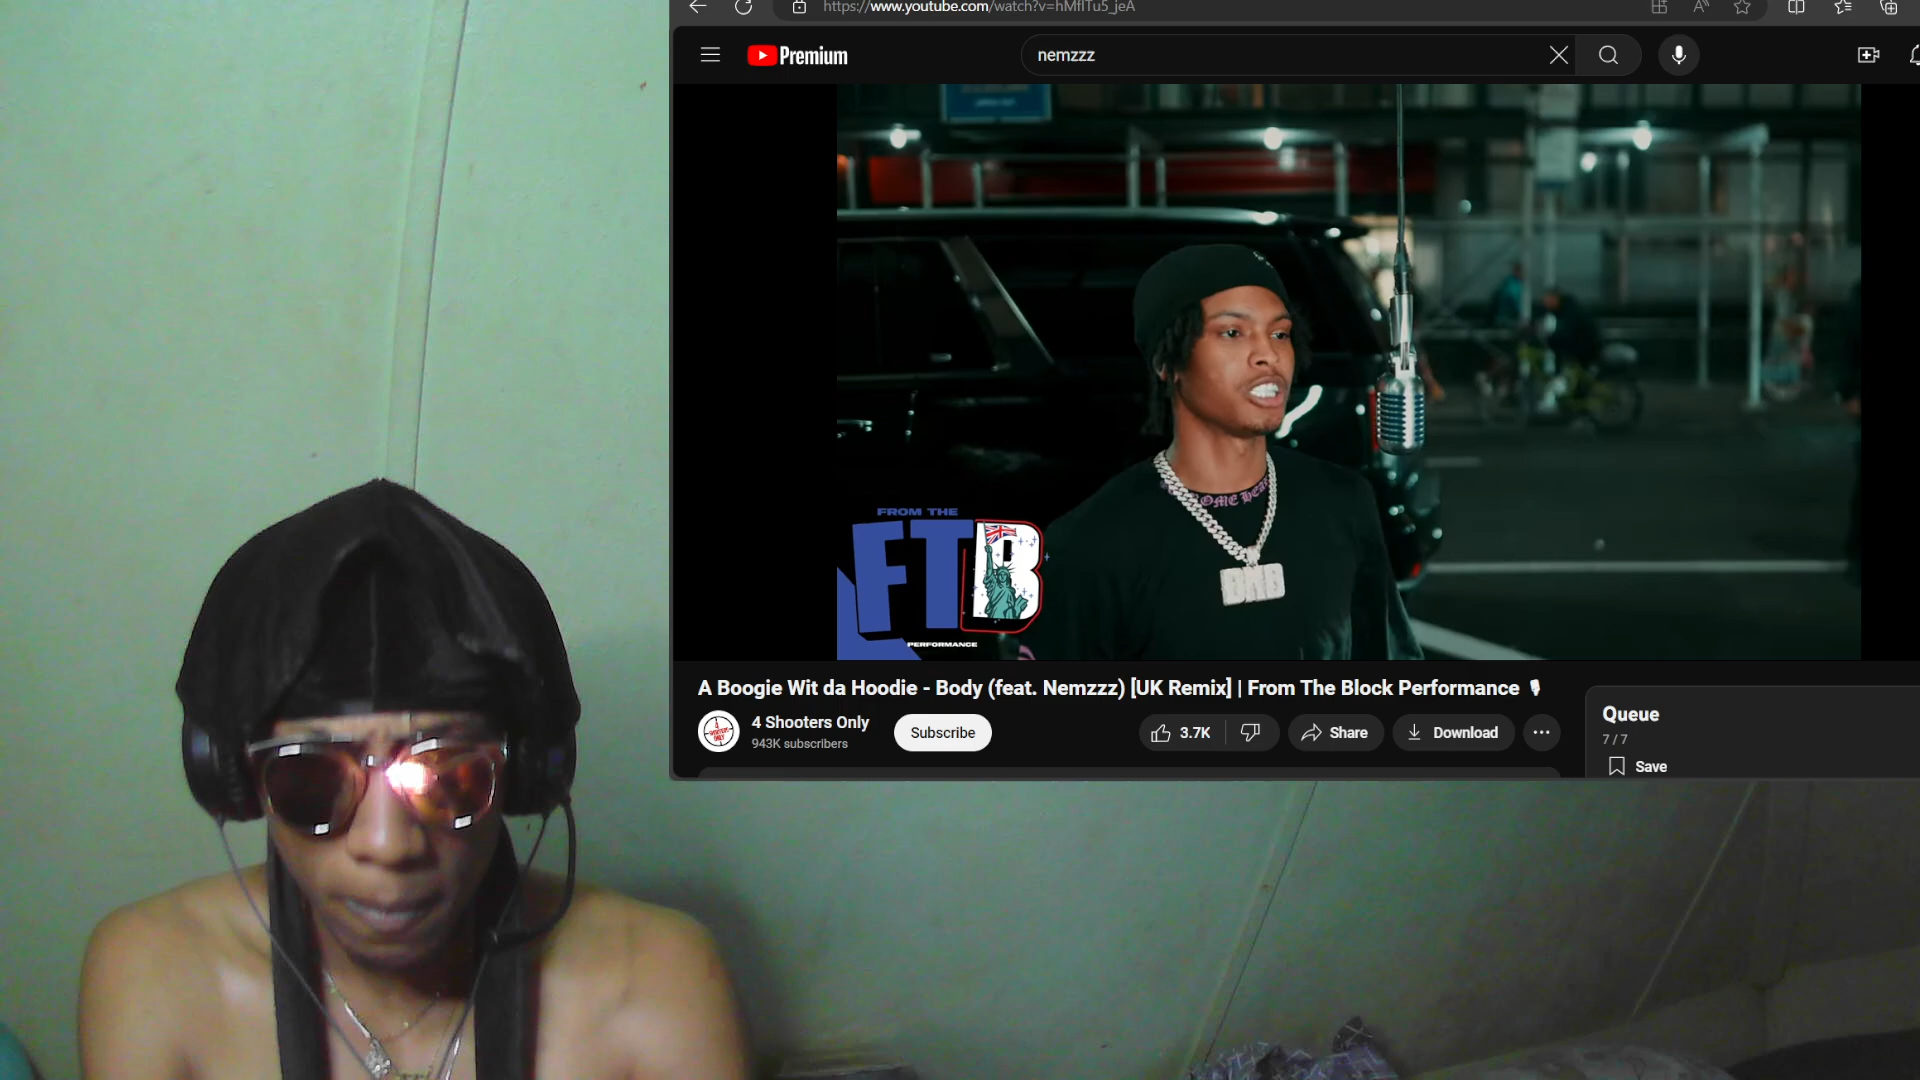 https://www.youtube.com/watch?v=hMflTu5_jeA
Premium
nemzzz
FROM THE
FTB
PERFORMANCE
A Boogie Wit da Hoodie - Body (feat. Nemzzz) [UK Remix] | From The Block Performance
4 Shooters Only
943K subscribers
Subscribe
3.7K
Share
Download
Queue
7 / 7
Save